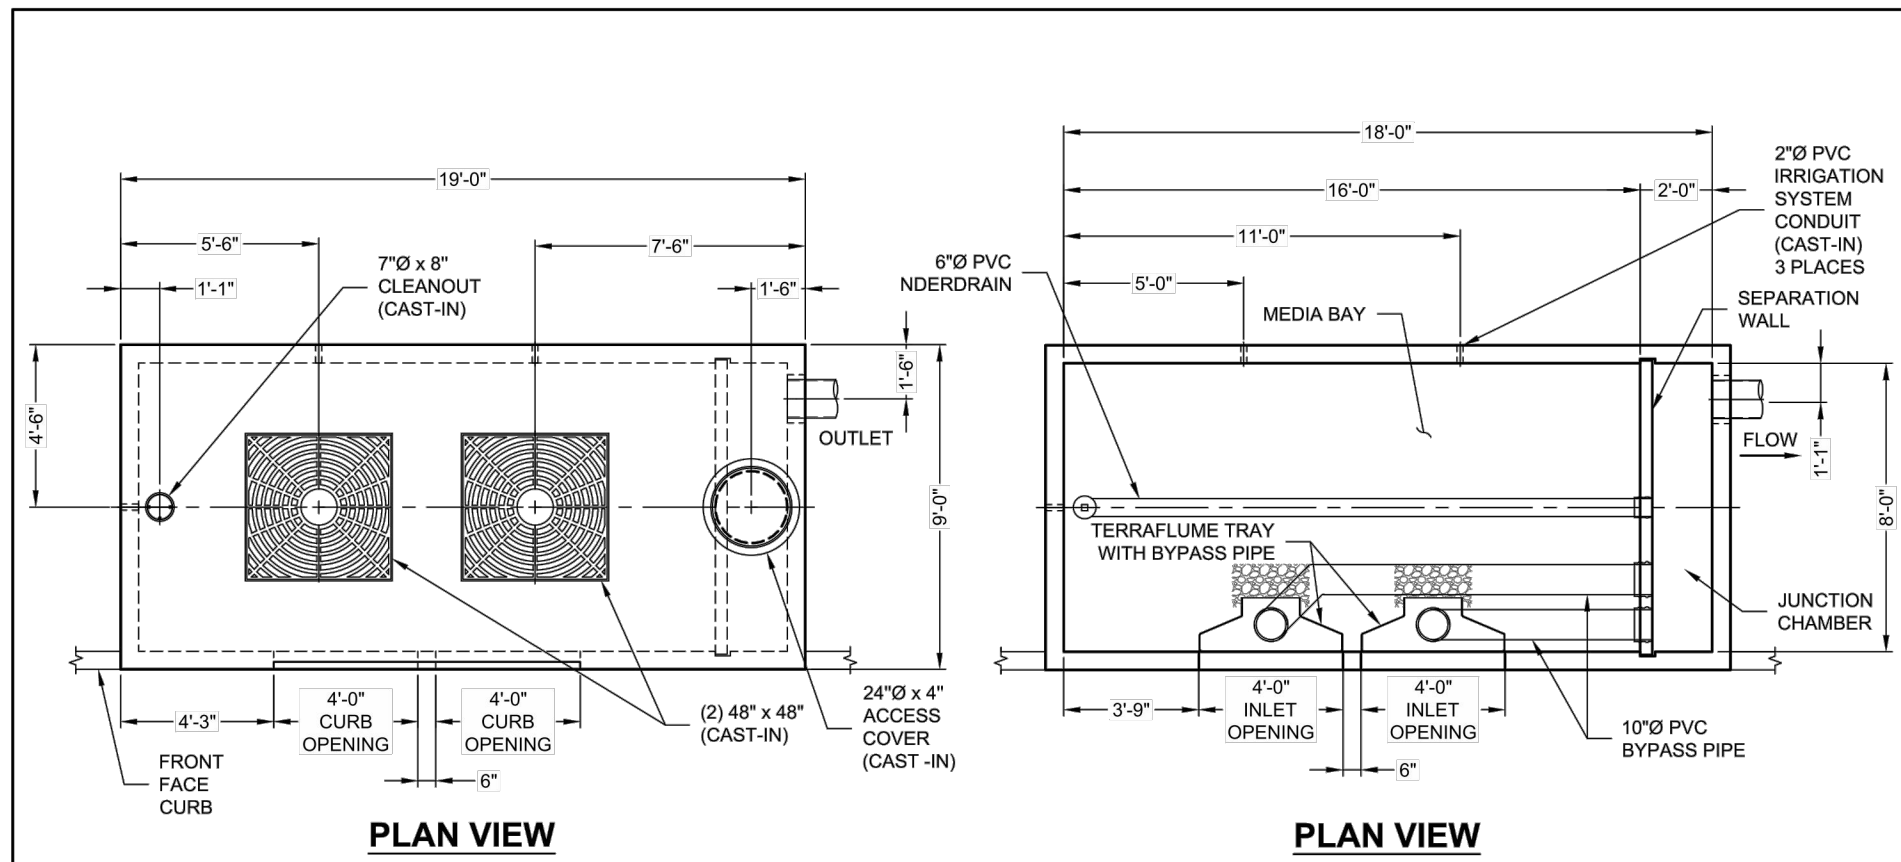 19'-0"
5'-6"
7'-6"
1'-1"
1'-6"
7"Ø x 8"
CLEANOUT
(CAST-IN)
1'-6"
4'-6"
OUTLET
9'-0"
4'-3"
4'-0"
CURB
OPENING
4'-0"
CURB
OPENING
6"
(2) 48" x 48"
(CAST-IN)
24"Ø x 4"
ACCESS
COVER
(CAST -IN)
FRONT
FACE
CURB
PLAN VIEW
18'-0"
16'-0"
2'-0"
11'-0"
5'-0"
2"Ø PVC
IRRIGATION
SYSTEM
CONDUIT
(CAST-IN)
3 PLACES
6"Ø PVC
NDERDRAIN
MEDIA BAY
SEPARATION
WALL
FLOW
1'-1"
8'-0"
TERRAFLUME TRAY
WITH BYPASS PIPE
JUNCTION
CHAMBER
3'-9"
4'-0"
INLET
OPENING
4'-0"
INLET
OPENING
6"
10"Ø PVC
BYPASS PIPE
PLAN VIEW